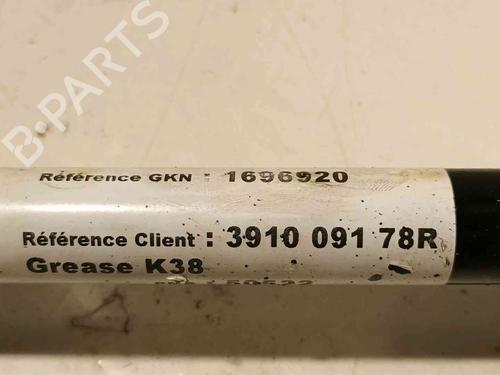 B-PARTS
Référence GKN : 1696920
Référence Client : 3910 091 78R
Grease K38